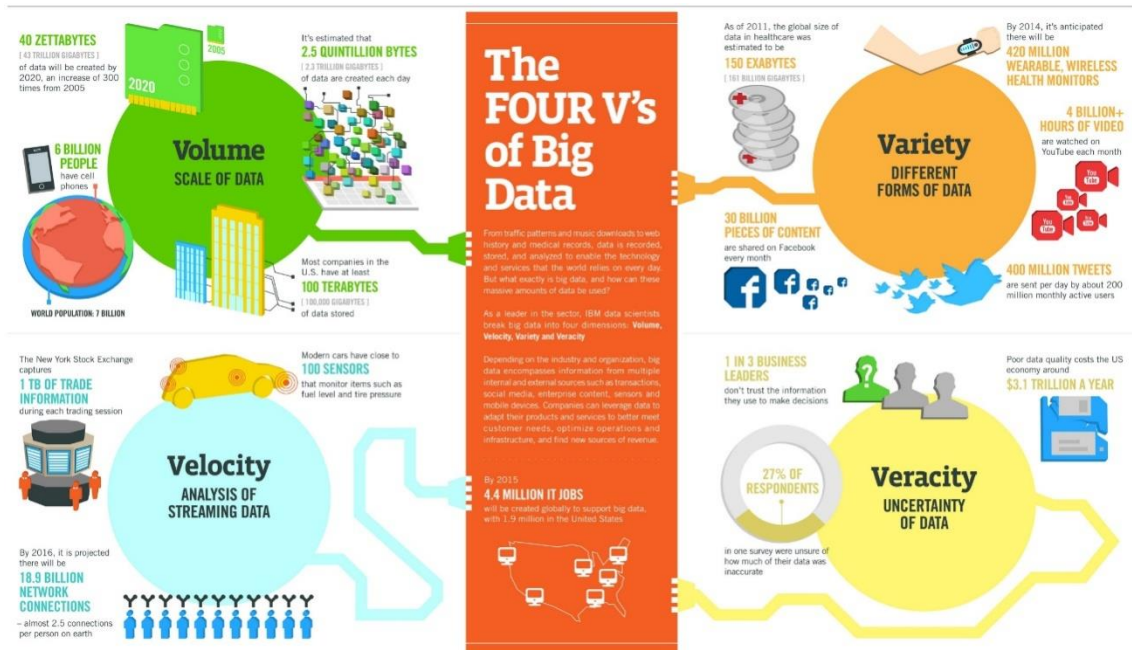 40 ZETTABYTES
[ 43 TRILLION GIGABYTES ]
of data will be created by
2020, an increase of 300
times from 2005
2005
2020
It's estimated that
2.5 QUINTILLION BYTES
[ 2.3 TRILLION GIGABYTES ]
of data are created each day
6 BILLION
PEOPLE
have cell
phones
WORLD POPULATION: 7 BILLION
Volume
SCALE OF DATA
Most companies in the
U.S. have at least
100 TERABYTES
[ 100,000 GIGABYTES ]
of data stored
The New York Stock Exchange
captures
1 TB OF TRADE
INFORMATION
during each trading session
Modern cars have close to
100 SENSORS
that monitor items such as
fuel level and tire pressure
Velocity
ANALYSIS OF
STREAMING DATA
By 2016, it is projected
there will be
18.9 BILLION
NETWORK
CONNECTIONS
– almost 2.5 connections
per person on earth
The
FOUR V's
of Big
Data
From traffic patterns and music downloads to web
history and medical records, data is recorded,
stored, and analyzed to enable the technology
and services that the world relies on every day.
But what exactly is big data, and how can these
massive amounts of data be used?
As a leader in the sector, IBM data scientists
break big data into four dimensions: Volume,
Velocity, Variety and Veracity
Depending on the industry and organization, big
data encompasses information from multiple
internal and external sources such as transactions,
social media, enterprise content, sensors and
mobile devices. Companies can leverage data to
adapt their products and services to better meet
customer needs, optimize operations and
infrastructure, and find new sources of revenue.
By 2015
4.4 MILLION IT JOBS
will be created globally to support big data,
with 1.9 million in the United States
As of 2011, the global size of
data in healthcare was
estimated to be
150 EXABYTES
[ 161 BILLION GIGABYTES ]
By 2014, it's anticipated
there will be
420 MILLION
WEARABLE, WIRELESS
HEALTH MONITORS
Variety
DIFFERENT
FORMS OF DATA
4 BILLION+
HOURS OF VIDEO
are watched on
YouTube each month
You
Tube
You
Tube
You
Tube
You
Tube
30 BILLION
PIECES OF CONTENT
are shared on Facebook
every month
400 MILLION TWEETS
are sent per day by about 200
million monthly active users
1 IN 3 BUSINESS
LEADERS
don't trust the information
they use to make decisions
?
Poor data quality costs the US
economy around
$3.1 TRILLION A YEAR
27% OF
RESPONDENTS
in one survey were unsure of
how much of their data was
inaccurate
Veracity
UNCERTAINTY
OF DATA